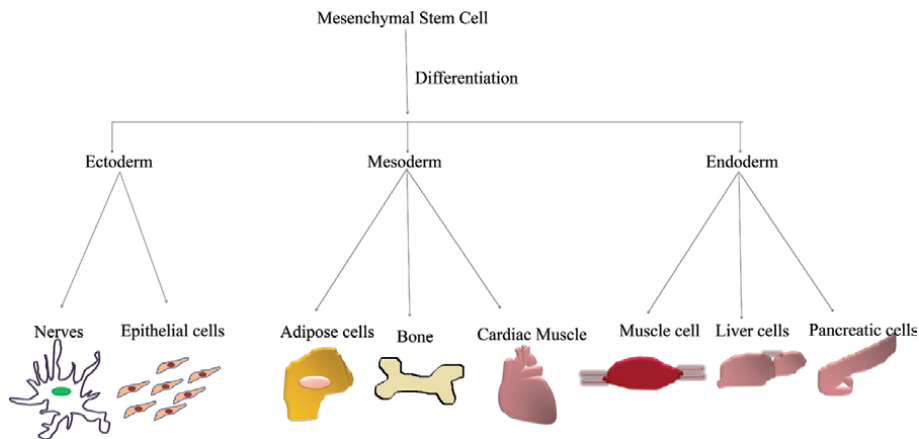 Mesenchymal Stem Cell
Differentiation
Ectoderm
Mesoderm
Endoderm
Nerves
Epithelial cells
Adipose cells
Bone
Cardiac Muscle
Muscle cell
Liver cells
Pancreatic cells